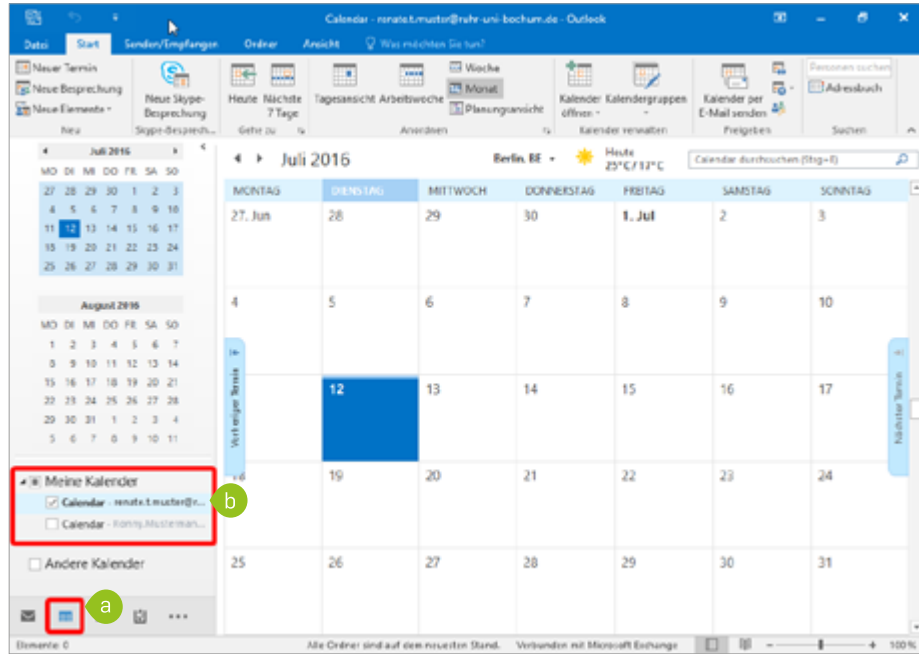 Calendar - renate.t.muster@ruhr-uni-bochum.de - Outlook
Datei Start Senden/Empfangen Ordner Ansicht Was möchten Sie tun?
Neuer Termin
Neue Besprechung
Neue Elemente
Neu
Neue Skype-
Besprechung
Skype-Besprech...
Heute Nächste
7 Tage
Gehe zu
Tagesansicht Arbeitswoche
Woche
Monat
Planungsansicht
Anordnen
Kalender Kalendergruppen
öffnen
Kalender verwalten
Kalender per
E-Mail senden
Freigeben
Personen suchen
Adressbuch
Suchen
Juli 2016
MO DI MI DO FR SA SO
27 28 29 30 1 2 3
4 5 6 7 8 9 10
11 12 13 14 15 16 17
18 19 20 21 22 23 24
25 26 27 28 29 30 31
August 2016
MO DI MI DO FR SA SO
1 2 3 4 5 6 7
8 9 10 11 12 13 14
15 16 17 18 19 20 21
22 23 24 25 26 27 28
29 30 31 1 2 3 4
5 6 7 8 9 10 11
Meine Kalender
Calendar - renate.t.muster@r...
Calendar - Ronny.Musterman...
b
Andere Kalender
a
Juli 2016
Berlin, BE
Heute
25°C/17°C
Calendar durchsuchen (Strg+E)
MONTAG DIENSTAG MITTWOCH DONNERSTAG FREITAG SAMSTAG SONNTAG
27. Jun 28 29 30 1. Jul 2 3
4 5 6 7 8 9 10
12 13 14 15 16 17
18 19 20 21 22 23 24
25 26 27 28 29 30 31
Vorheriger Termin
Nächster Termin
Elemente: 0
Alle Ordner sind auf dem neuesten Stand.
Verbunden mit Microsoft Exchange
100 %